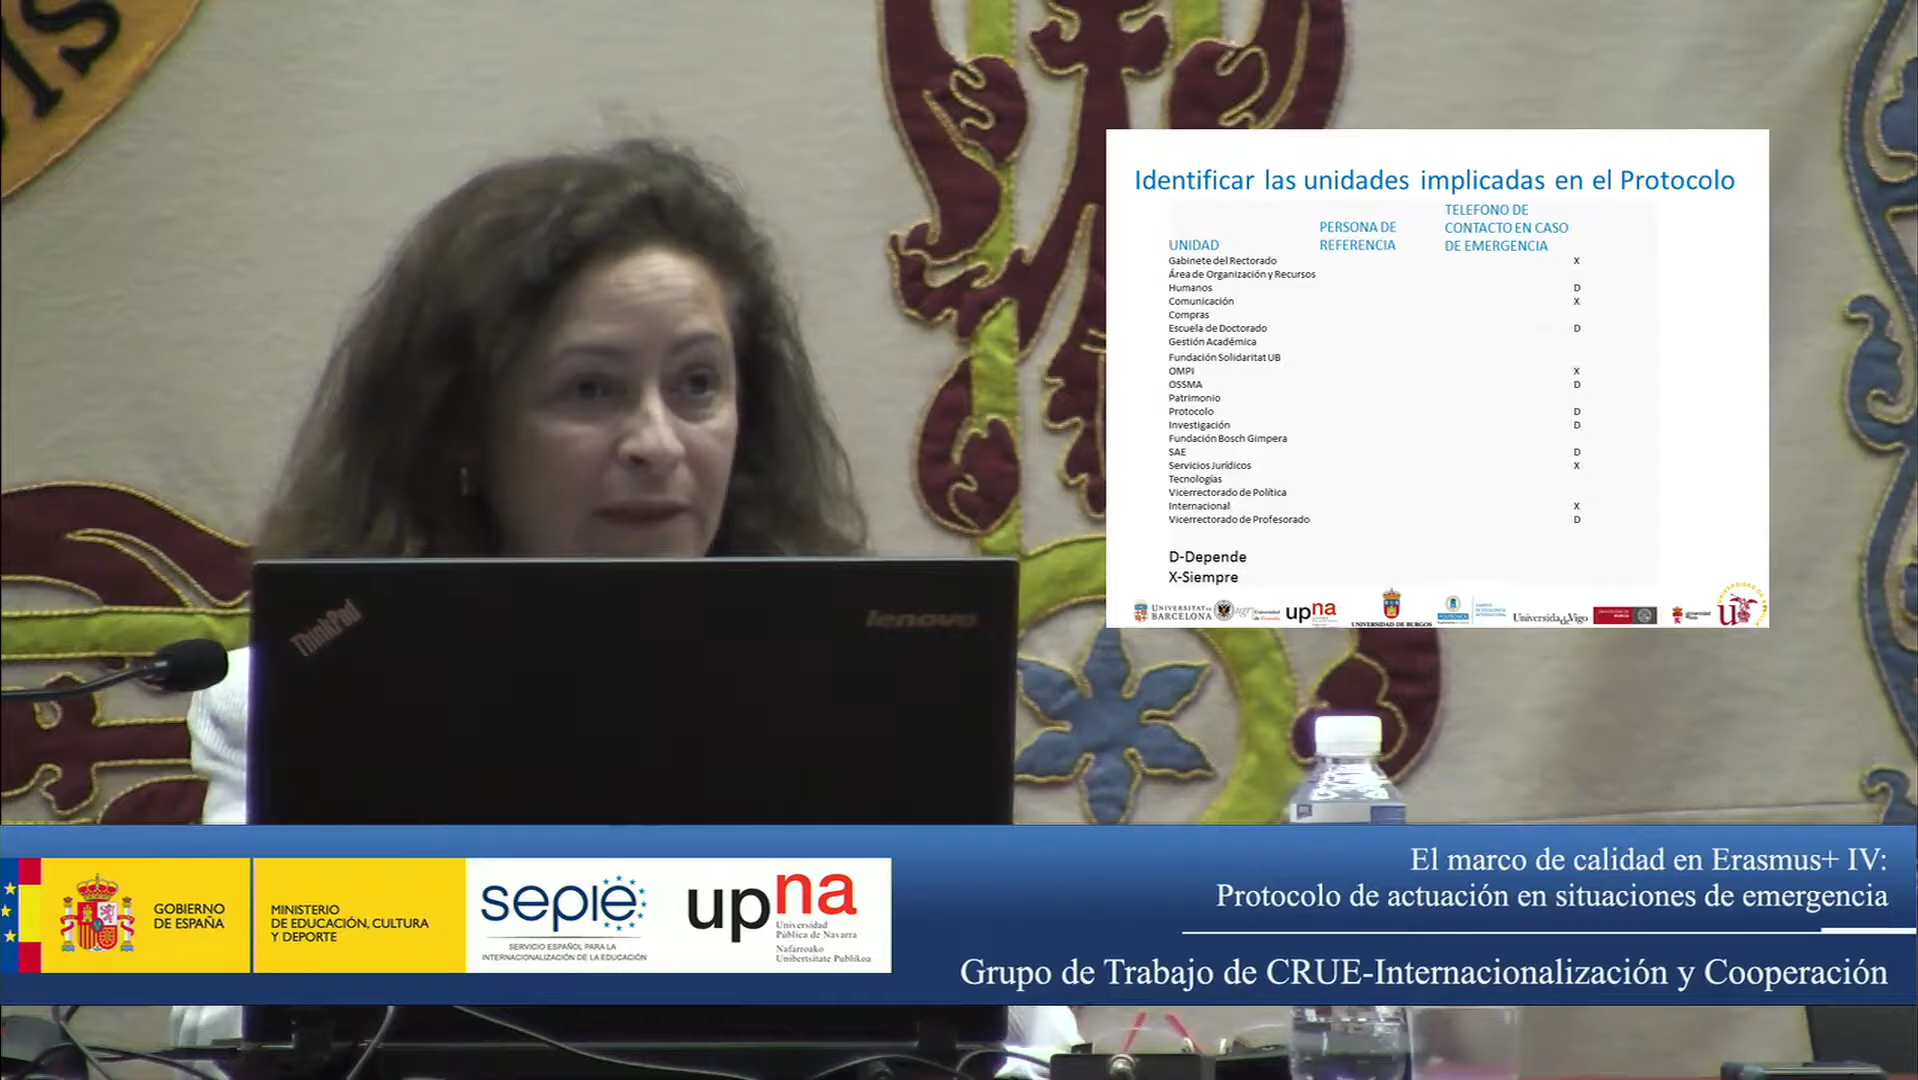 IS
Identificar las unidades implicadas en el Protocolo
UNIDAD
PERSONA DE
REFERENCIA
TELEFONO DE
CONTACTO EN CASO
DE EMERGENCIA
Gabinete del Rectorado X
Área de Organización y Recursos
Humanos D
Comunicación X
Compras
Escuela de Doctorado D
Gestión Académica
Fundación Solidaritat UB
OMPI X
OSSMA D
Patrimonio
Protocolo D
Investigación D
Fundación Bosch Gimpera
SAE D
Servicios Jurídicos X
Tecnologías
Vicerrectorado de Política
Internacional X
Vicerrectorado de Profesorado D
D-Depende
X-Siempre
UNIVERSITAT DE
BARCELONA
ugr
Universidad
de Granada
upna
UNIVERSIDAD DE BURGOS
Universidade Vigo
ThinkPad
lenovo
GOBIERNO
DE ESPAÑA
MINISTERIO
DE EDUCACIÓN, CULTURA
Y DEPORTE
sepie
SERVICIO ESPAÑOL PARA LA
INTERNACIONALIZACIÓN DE LA EDUCACIÓN
upna
Universidad
Pública de Navarra
Nafarroako
Unibertsitate Publikoa
El marco de calidad en Erasmus+ IV:
Protocolo de actuación en situaciones de emergencia
Grupo de Trabajo de CRUE-Internacionalización y Cooperación